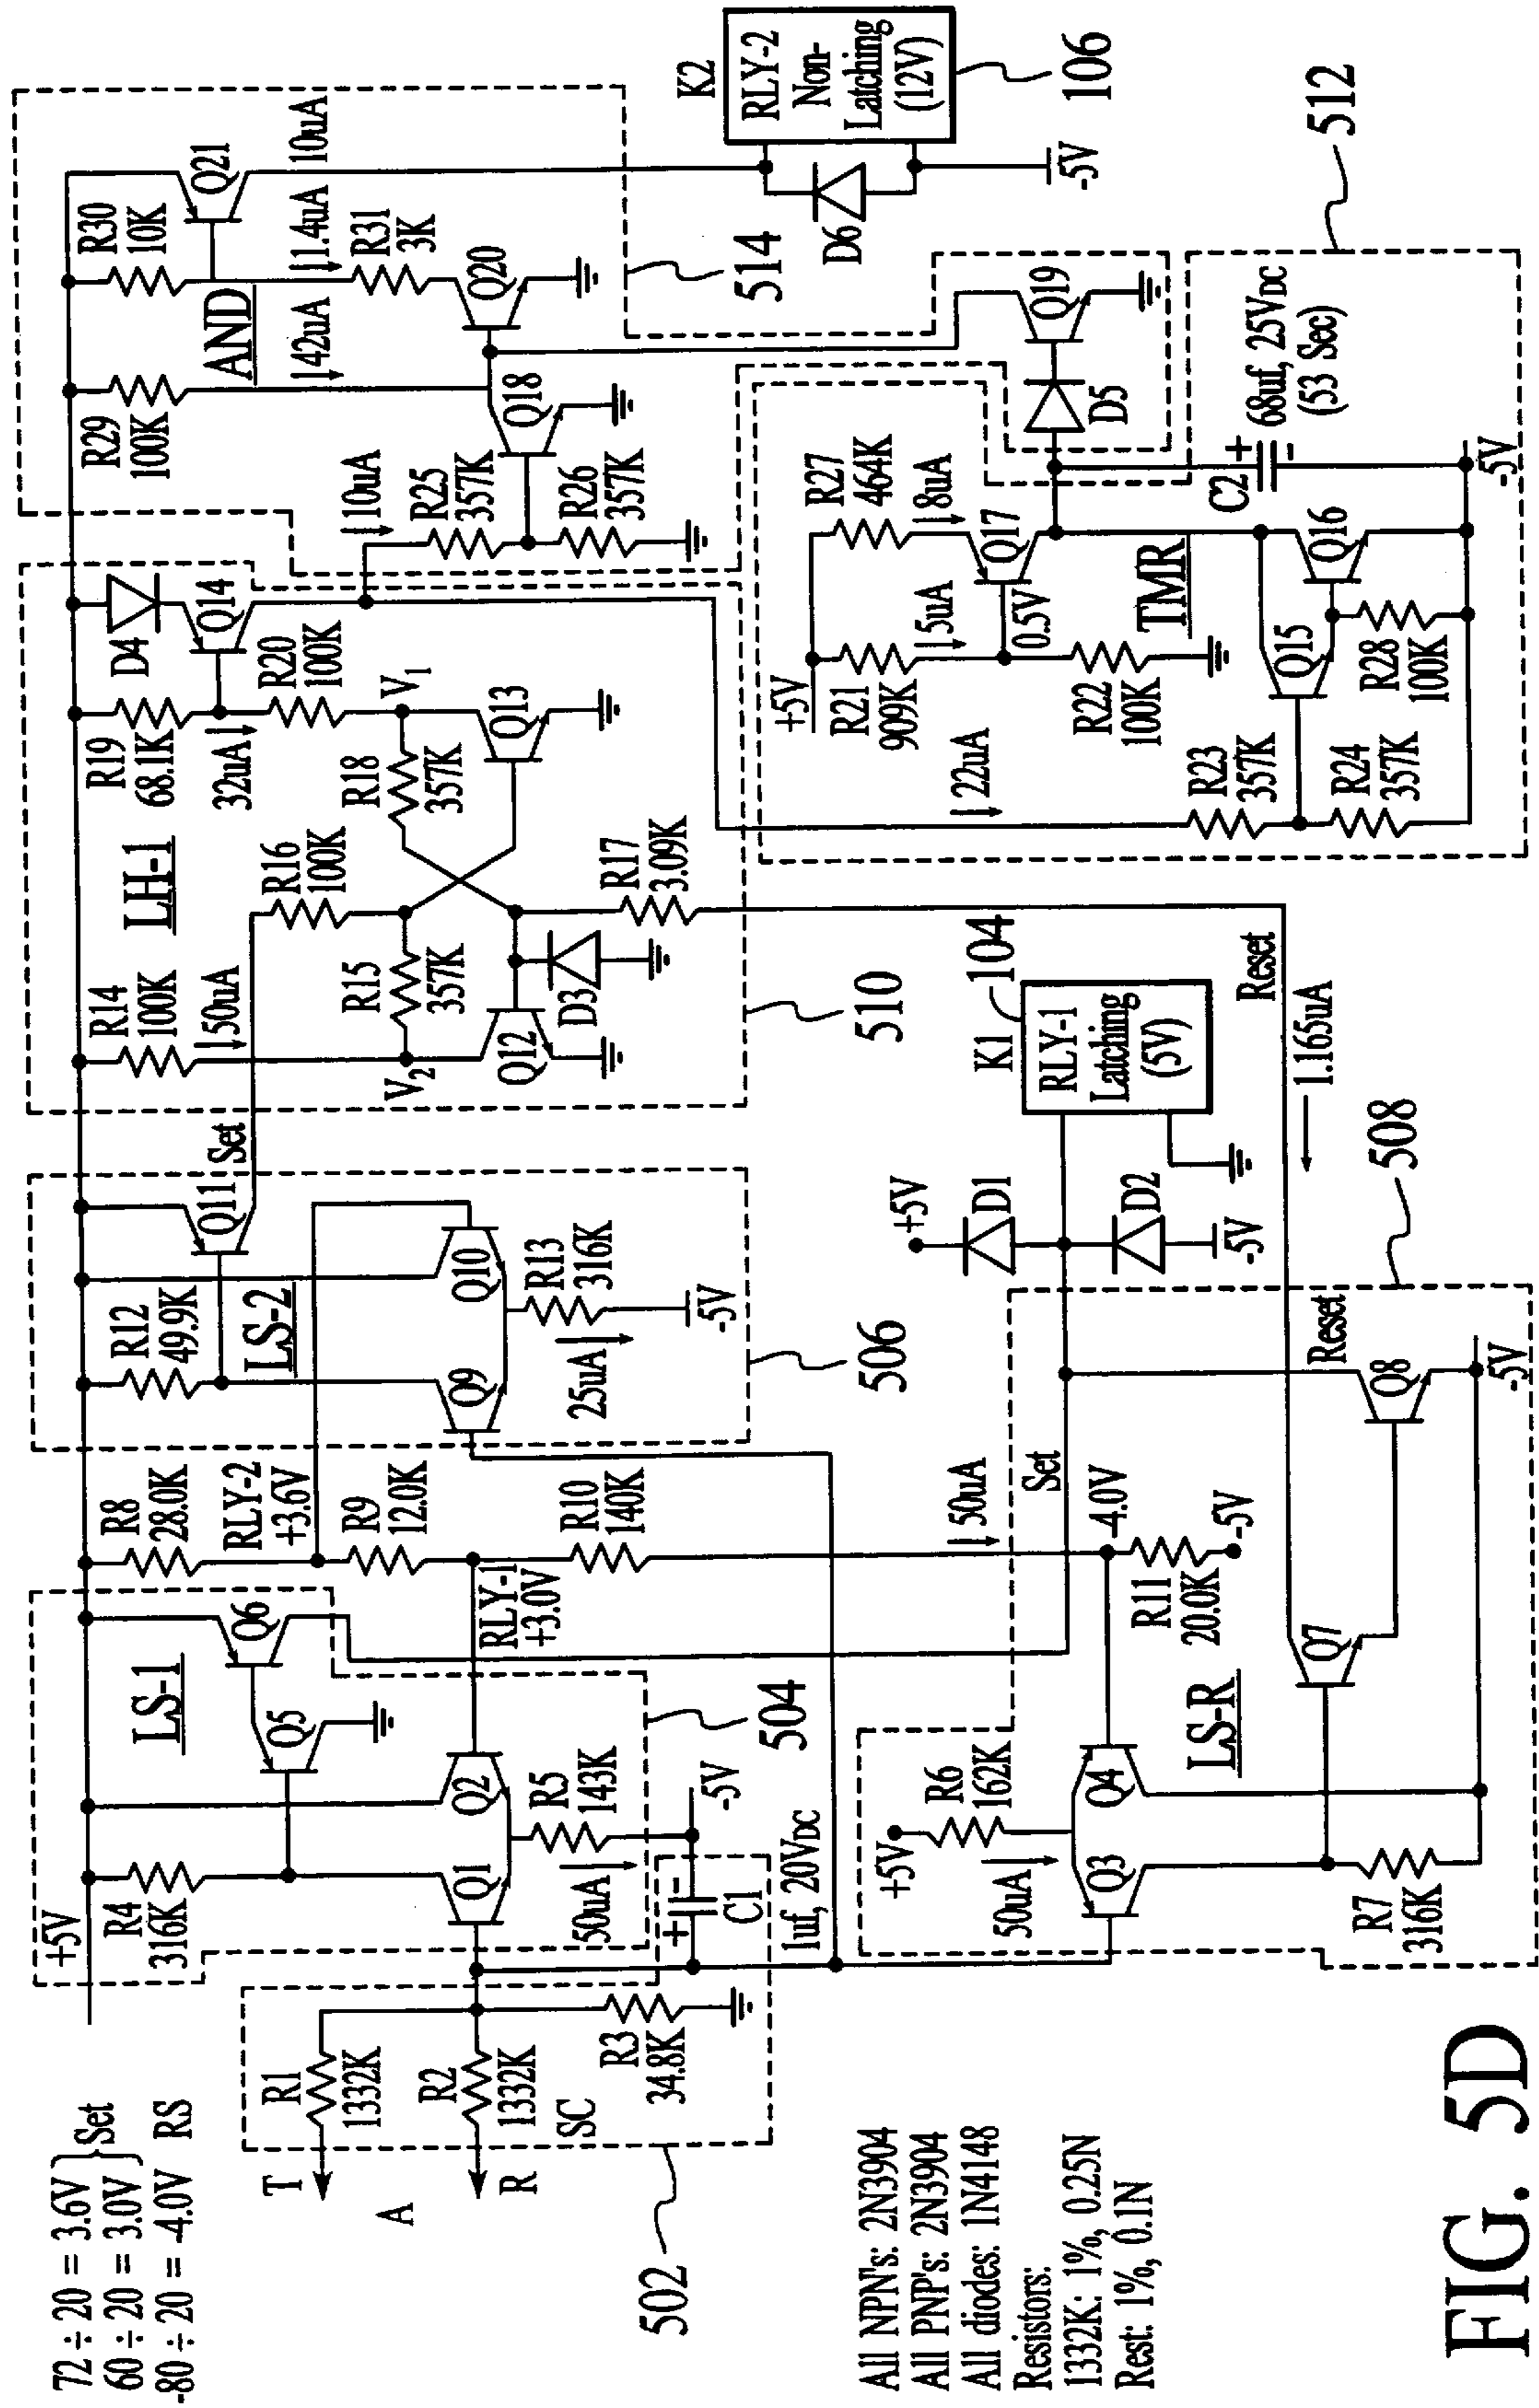 72 ÷ 20 = 3.6V
60 ÷ 20 = 3.0V
Set
-80 ÷ 20 = -4.0V RS
T
A
R
R1
1332K
R2
1332K
SC
R3
34.8K
502
+5V
R4
316K
LS-1
Q5
Q6
Q1
Q2
R5
143K
50uA
504
C1
+
-
-5V
1uf, 20VDC
R8
28.0K
RLY-2
+3.6V
R9
12.0K
RLY-1
+3.0V
R10
140K
50uA
-4.0V
R11
20.0K
-5V
R12
49.9K
LS-2
Q11
Set
Q9
Q10
R13
316K
25uA
-5V
506
+5V
R6
162K
50uA
Q3
Q4
LS-R
R7
316K
Q7
Q8
Set
Reset
-5V
508
+5V
D1
D2
-5V
K1
RLY-1
Latching
(5V)
104
Reset
1.165uA
R14
100K
50uA
LH-1
R16
100K
R15
357K
V2
Q12
D3
R17
3.09K
R18
357K
Q13
V1
R19
68.1K
32uA
R20
100K
D4
Q14
510
R29
100K
AND
42uA
R30
10K
11.4uA
R31
3K
Q21
10uA
Q20
Q18
10uA
R25
357K
R26
357K
514
Q19
D5
K2
RLY-2
Non-
Latching
(12V)
106
D6
-5V
+5V
R21
909K
5uA
0.5V
R22
100K
R27
464K
8uA
Q17
TMR
22uA
R23
357K
R24
357K
Q15
Q16
R28
100K
C2
+
-
68uf, 25VDC
(53 Sec)
-5V
512
All NPN's: 2N3904
All PNP's: 2N3904
All diodes: 1N4148
Resistors:
1332K: 1%, 0.25N
Rest: 1%, 0.1N
FIG. 5D